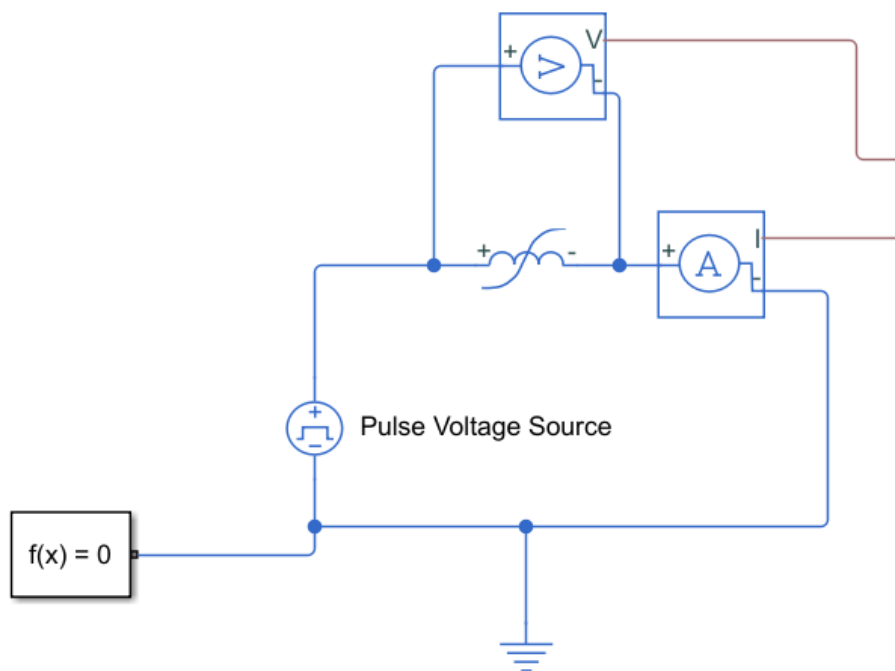 V
+
V
-
+
-
+
I
A
-
+
Pulse Voltage Source
−
f(x) = 0